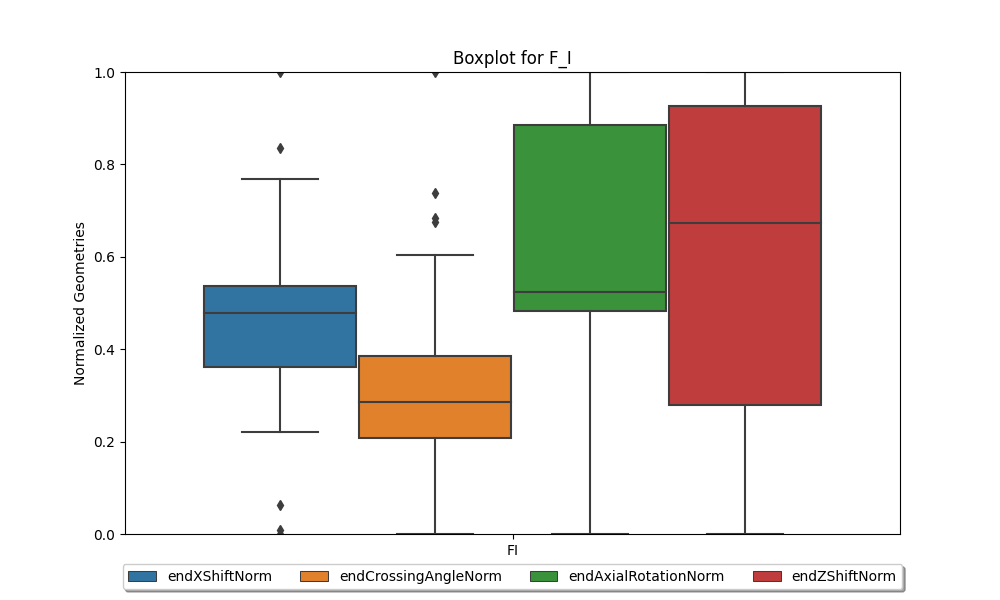 Boxplot for F_I
Normalized Geometries
1.0
0.8
0.6
0.4
0.2
0.0
FI
endXShiftNorm endCrossingAngleNorm endAxialRotationNorm endZShiftNorm